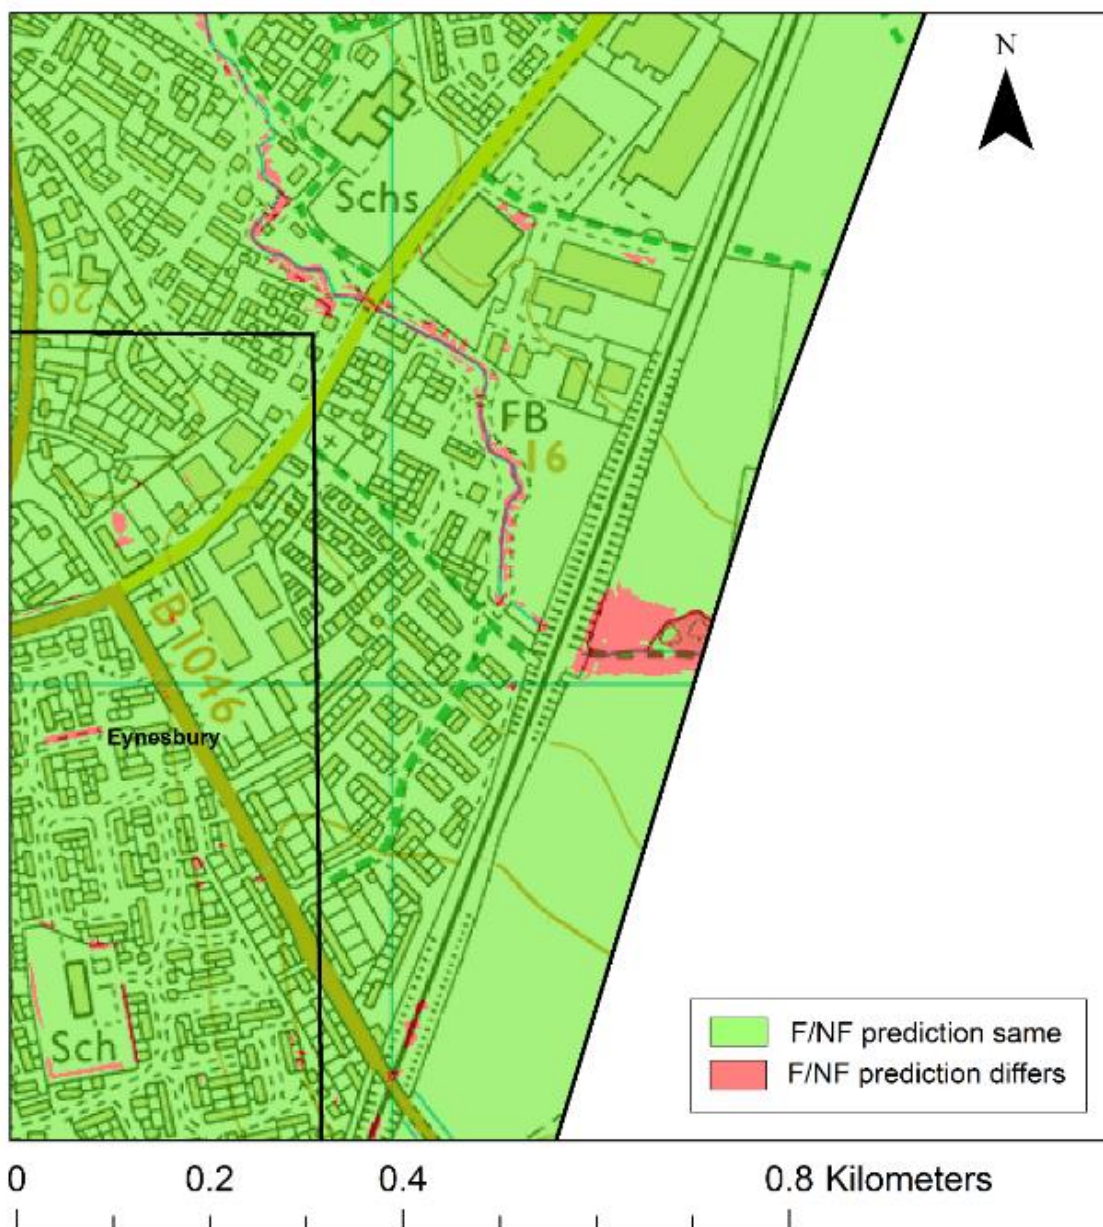 N
Schs
20
FB
16
B1046
Eynesbury
Sch
F/NF prediction same
F/NF prediction differs
0 0.2 0.4 0.8 Kilometers